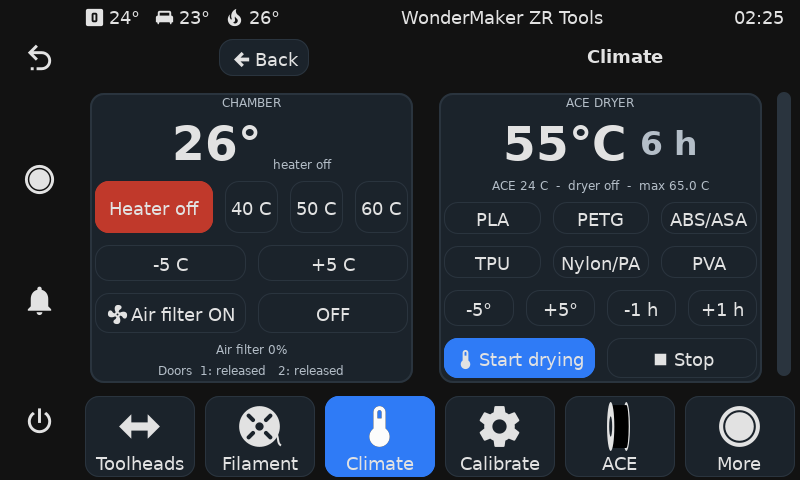 0 24° 23° 26° WonderMaker ZR Tools 02:25
Back Climate
CHAMBER
26° heater off
Heater off 40 C 50 C 60 C
-5 C +5 C
Air filter ON OFF
Air filter 0%
Doors 1: released 2: released
ACE DRYER
55°C 6 h
ACE 24 C - dryer off - max 65.0 C
PLA PETG ABS/ASA
TPU Nylon/PA PVA
-5° +5° -1 h +1 h
Start drying Stop
Toolheads Filament Climate Calibrate ACE More